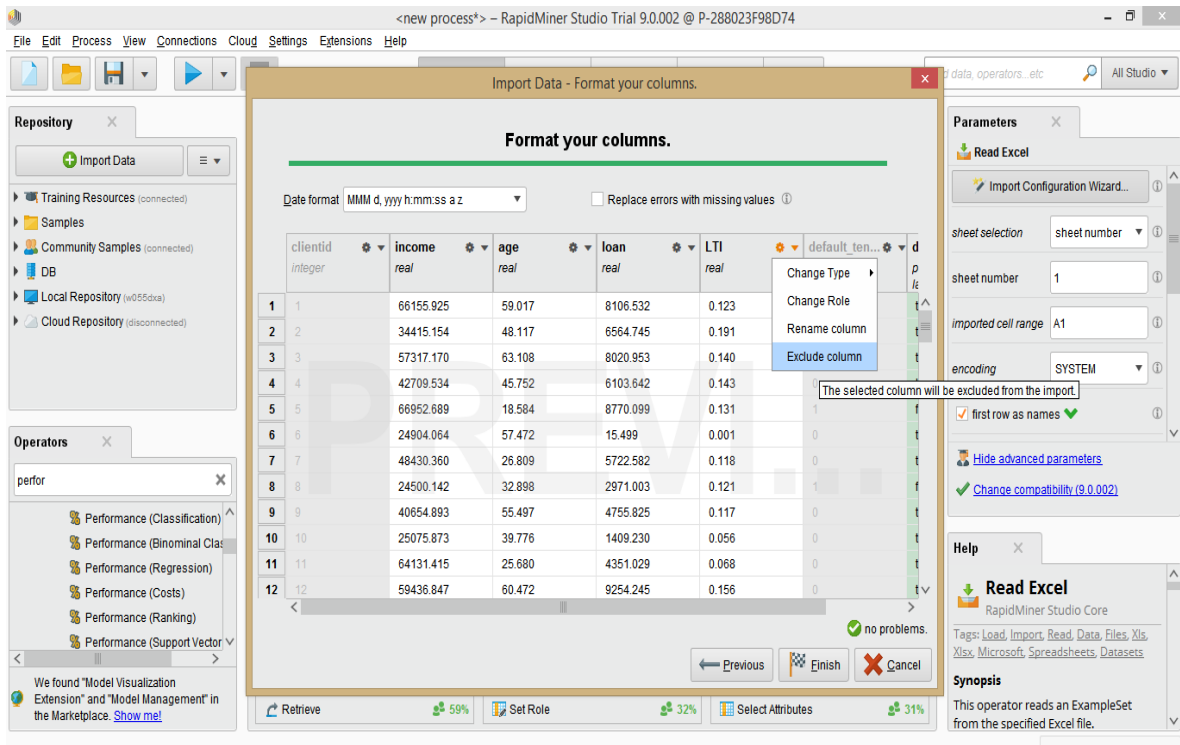 <new process*> – RapidMiner Studio Trial 9.0.002 @ P-288023F98D74
File Edit Process View Connections Cloud Settings Extensions Help
d data, operators...etc All Studio
Repository
Import Data
Training Resources (connected)
Samples
Community Samples (connected)
DB
Local Repository (w055dxa)
Cloud Repository (disconnected)
Operators
perfor
Performance (Classification)
Performance (Binominal Clas
Performance (Regression)
Performance (Costs)
Performance (Ranking)
Performance (Support Vector
We found "Model Visualization
Extension" and "Model Management" in
the Marketplace. Show me!
Import Data - Format your columns.
Format your columns.
Date format MMM d, yyyy h:mm:ss a z Replace errors with missing values
clientid income age loan LTI default_ten... d
integer real real real real p
la
1 1 66155.925 59.017 8106.532 0.123 t
2 2 34415.154 48.117 6564.745 0.191 t
3 3 57317.170 63.108 8020.953 0.140 t
4 4 42709.534 45.752 6103.642 0.143 0
5 5 66952.689 18.584 8770.099 0.131 1 f
6 6 24904.064 57.472 15.499 0.001 0 t
7 7 48430.360 26.809 5722.582 0.118 0 t
8 8 24500.142 32.898 2971.003 0.121 1 f
9 9 40654.893 55.497 4755.825 0.117 0 t
10 10 25075.873 39.776 1409.230 0.056 0 t
11 11 64131.415 25.680 4351.029 0.068 0 t
12 12 59436.847 60.472 9254.245 0.156 0 t
PREVI...
Change Type
Change Role
Rename column
Exclude column
The selected column will be excluded from the import.
no problems.
Previous Finish Cancel
Retrieve 59% Set Role 32% Select Attributes 31%
Parameters
Read Excel
Import Configuration Wizard...
sheet selection sheet number
sheet number 1
imported cell range A1
encoding SYSTEM
first row as names
Hide advanced parameters
Change compatibility (9.0.002)
Help
Read Excel
RapidMiner Studio Core
Tags: Load, Import, Read, Data, Files, Xls,
Xlsx, Microsoft, Spreadsheets, Datasets
Synopsis
This operator reads an ExampleSet
from the specified Excel file.